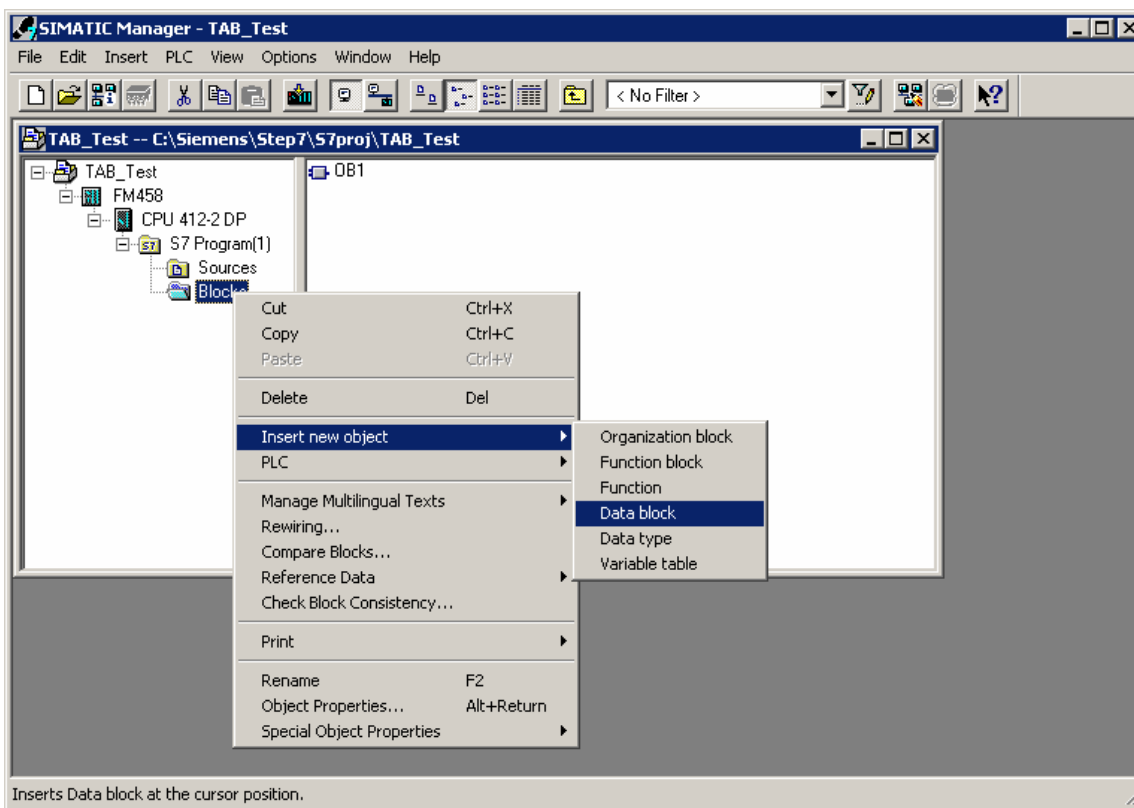 SIMATIC Manager - TAB_Test
File Edit Insert PLC View Options Window Help
< No Filter >
TAB_Test -- C:\Siemens\Step7\S7proj\TAB_Test
TAB_Test
OB1
FM458
CPU 412-2 DP
S7 Program(1)
Sources
Blocks
Cut Ctrl+X
Copy Ctrl+C
Paste Ctrl+V
Delete Del
Insert new object
PLC
Manage Multilingual Texts
Rewiring...
Compare Blocks...
Reference Data
Check Block Consistency...
Print
Rename F2
Object Properties... Alt+Return
Special Object Properties
Organization block
Function block
Function
Data block
Data type
Variable table
Inserts Data block at the cursor position.